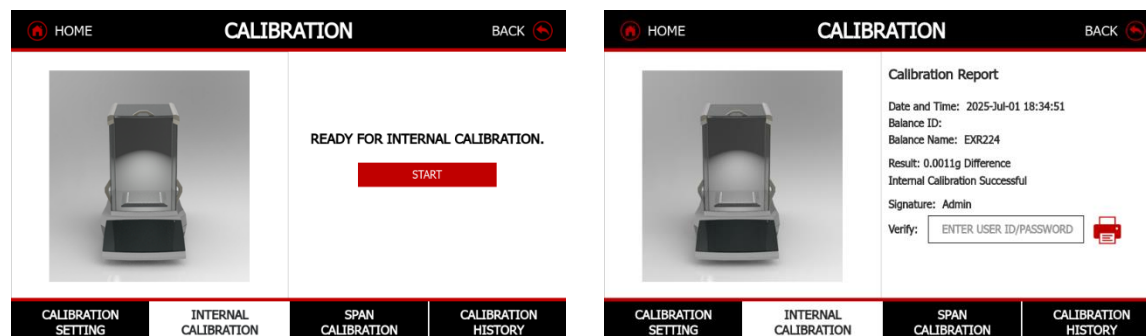 HOME CALIBRATION BACK
READY FOR INTERNAL CALIBRATION.
START
CALIBRATION SETTING
INTERNAL CALIBRATION
SPAN CALIBRATION
CALIBRATION HISTORY
HOME CALIBRATION BACK
Calibration Report
Date and Time: 2025-Jul-01 18:34:51
Balance ID:
Balance Name: EXR224
Result: 0.0011g Difference
Internal Calibration Successful
Signature: Admin
Verify: ENTER USER ID/PASSWORD
CALIBRATION SETTING
INTERNAL CALIBRATION
SPAN CALIBRATION
CALIBRATION HISTORY